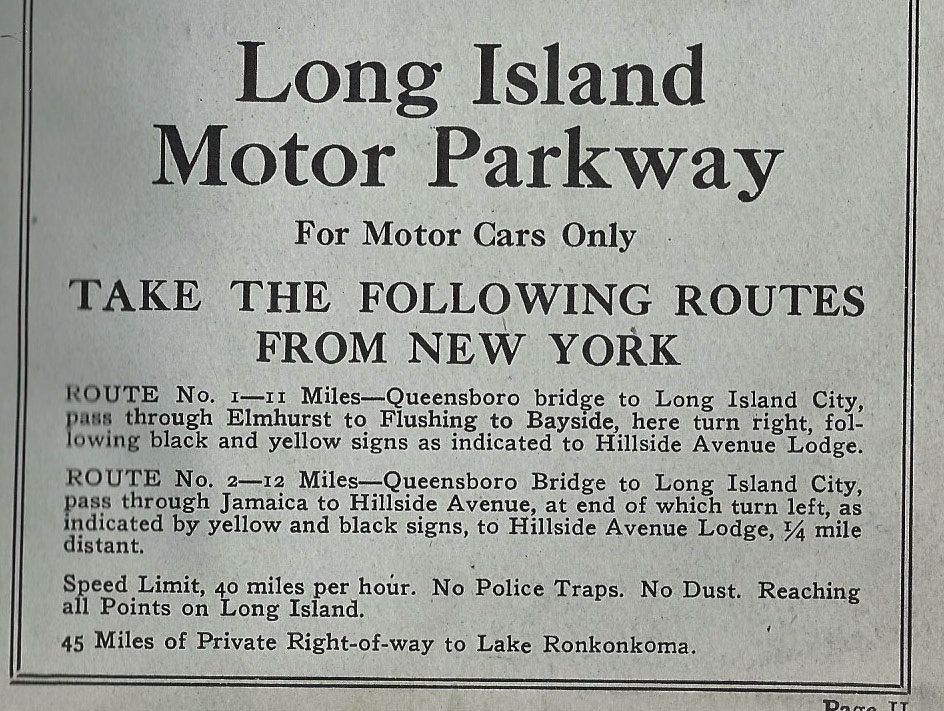 Long Island
Motor Parkway
For Motor Cars Only
TAKE THE FOLLOWING ROUTES
FROM NEW YORK
ROUTE No. 1—11 Miles—Queensboro bridge to Long Island City,
pass through Elmhurst to Flushing to Bayside, here turn right, fol-
lowing black and yellow signs as indicated to Hillside Avenue Lodge.
ROUTE No. 2—12 Miles—Queensboro Bridge to Long Island City,
pass through Jamaica to Hillside Avenue, at end of which turn left, as
indicated by yellow and black signs, to Hillside Avenue Lodge, ¼ mile
distant.
Speed Limit, 40 miles per hour. No Police Traps. No Dust. Reaching
all Points on Long Island.
45 Miles of Private Right-of-way to Lake Ronkonkoma.
Page